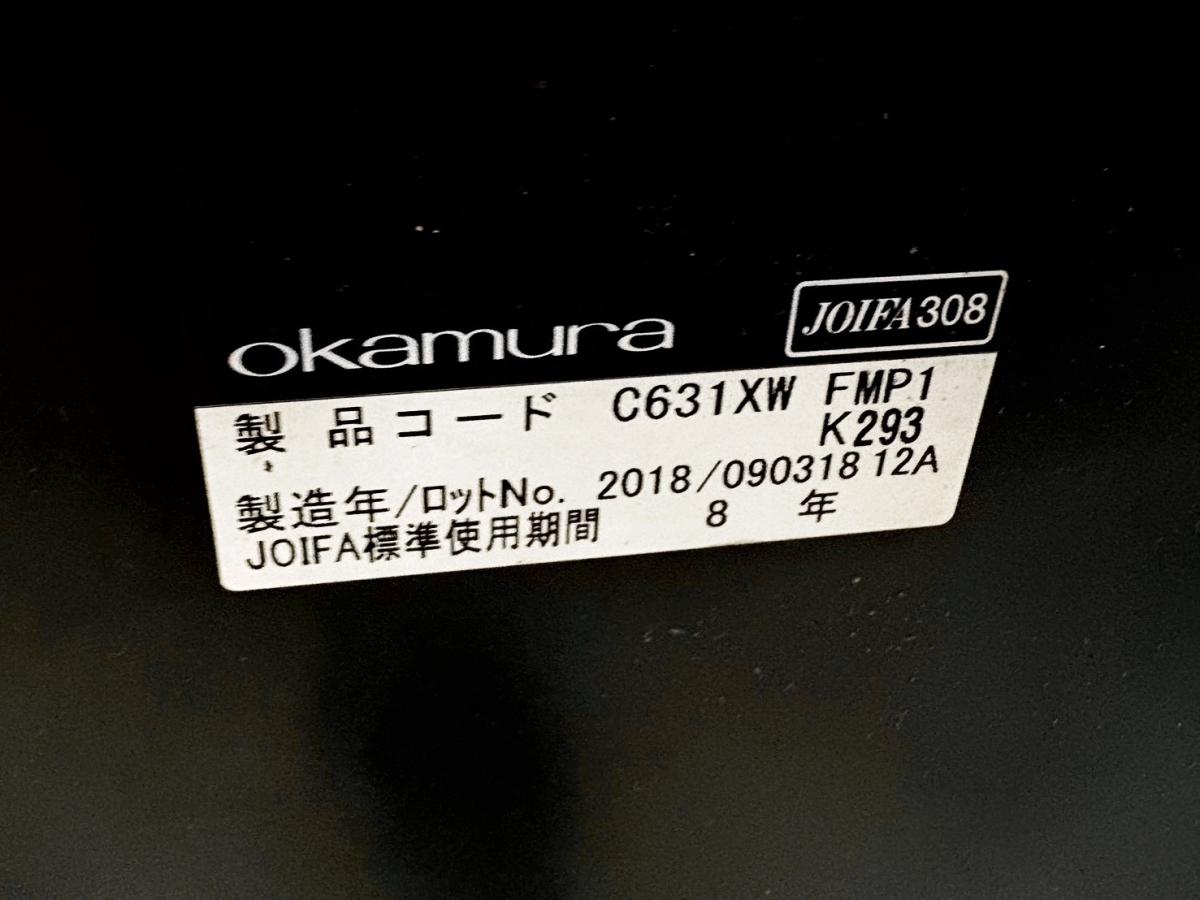 okamura JOIFA308
製品コード C631XW FMP1
K293
製造年/ロットNo. 2018/090318 12A
JOIFA標準使用期間 8 年